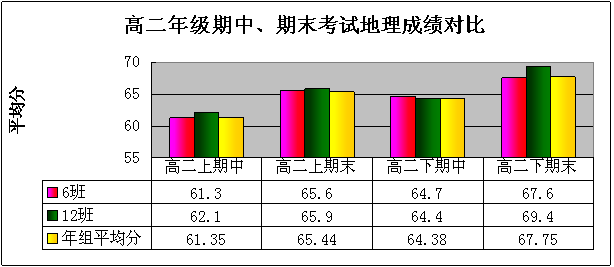 高二年级期中、期末考试地理成绩对比
平均分
70
65
60
55
高二上期中 高二上期末 高二下期中 高二下期末
6班 61.3 65.6 64.7 67.6
12班 62.1 65.9 64.4 69.4
年组平均分 61.35 65.44 64.38 67.75